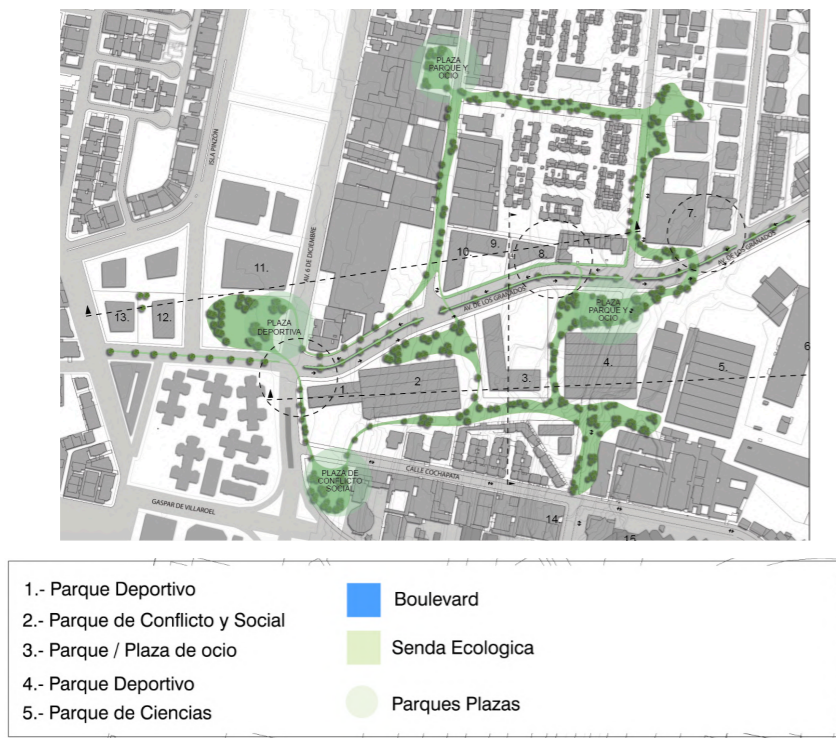 PLAZA
PARQUE Y
OCIO
ISLA PINZÓN
AV. 6 DE DICIEMBRE
7.
AV. DE LOS GRANADOS
10.
9.
8.
11.
AV. DE LOS GRANADOS
PLAZA
PARQUE Y
OCIO
13.
12.
PLAZA
DEPORTIVA
1.
2.
3.
4.
5.
6
CALLE COCHAPATA
PLAZA DE
CONFLICTO
SOCIAL
GASPAR DE VILLAROEL
14.
15.
1.- Parque Deportivo
2.- Parque de Conflicto y Social
3.- Parque / Plaza de ocio
4.- Parque Deportivo
5.- Parque de Ciencias
Boulevard
Senda Ecologica
Parques Plazas